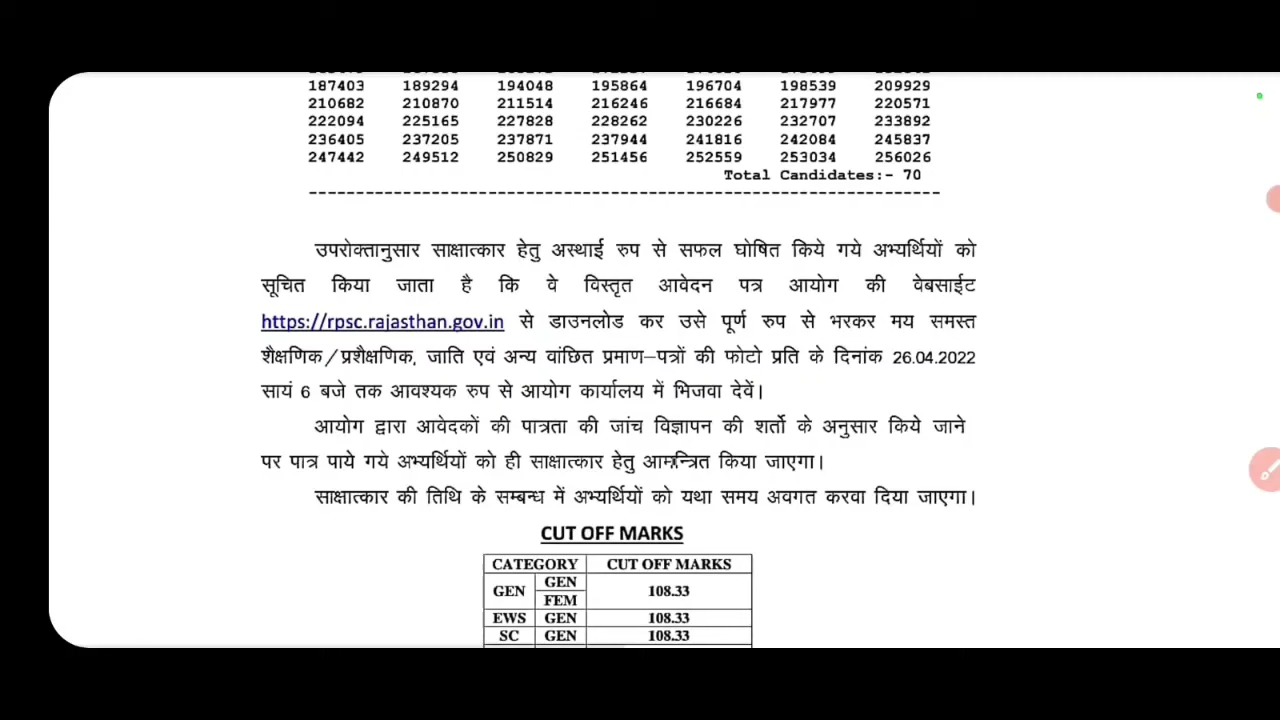 187403 189294 194048 195864 196704 198539 209929
210682 210870 211514 216246 216684 217977 220571
222094 225165 227828 228262 230226 232707 233892
236405 237205 237871 237944 241816 242084 245837
247442 249512 250829 251456 252559 253034 256026
Total Candidates:- 70
उपरोक्तानुसार साक्षात्कार हेतु अस्थाई रुप से सफल घोषित किये गये अभ्यर्थियों को
सूचित किया जाता है कि वे विस्तृत आवेदन पत्र आयोग की वेबसाईट
https://rpsc.rajasthan.gov.in से डाउनलोड कर उसे पूर्ण रुप से भरकर मय समस्त
शैक्षणिक/प्रशैक्षणिक, जाति एवं अन्य वांछित प्रमाण–पत्रों की फोटो प्रति के दिनांक 26.04.2022
सायं 6 बजे तक आवश्यक रुप से आयोग कार्यालय में भिजवा देवें।
आयोग द्वारा आवेदकों की पात्रता की जांच विज्ञापन की शर्तो के अनुसार किये जाने
पर पात्र पाये गये अभ्यर्थियों को ही साक्षात्कार हेतु आमन्त्रित किया जाएगा।
साक्षात्कार की तिथि के सम्बन्ध में अभ्यर्थियों को यथा समय अवगत करवा दिया जाएगा।
CUT OFF MARKS
CATEGORY CUT OFF MARKS
GEN GEN 108.33
FEM
EWS GEN 108.33
SC GEN 108.33